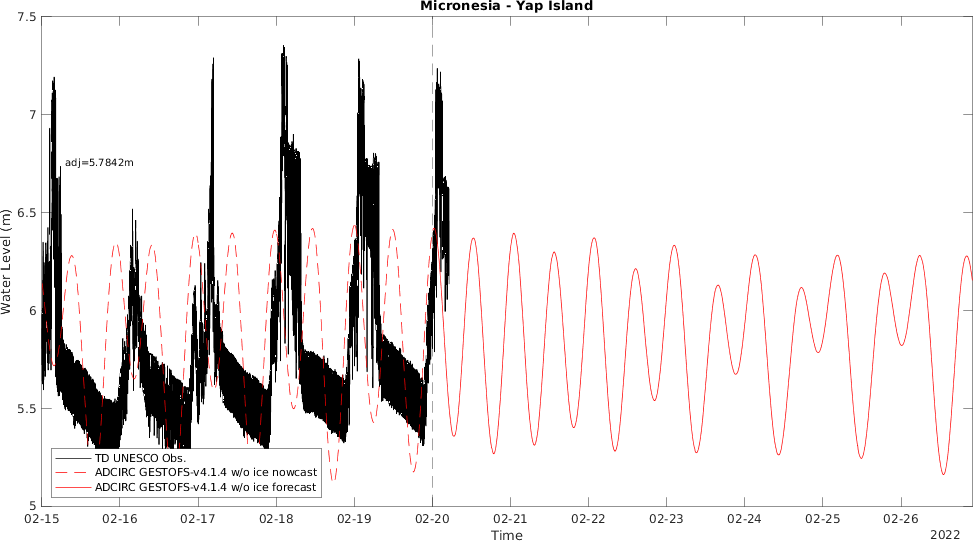 Micronesia - Yap Island
7.5
7
6.5
6
5.5
5
Water Level (m)
adj=5.7842m
TD UNESCO Obs.
ADCIRC GESTOFS-v4.1.4 w/o ice nowcast
ADCIRC GESTOFS-v4.1.4 w/o ice forecast
02-15 02-16 02-17 02-18 02-19 02-20 02-21 02-22 02-23 02-24 02-25 02-26
Time
2022